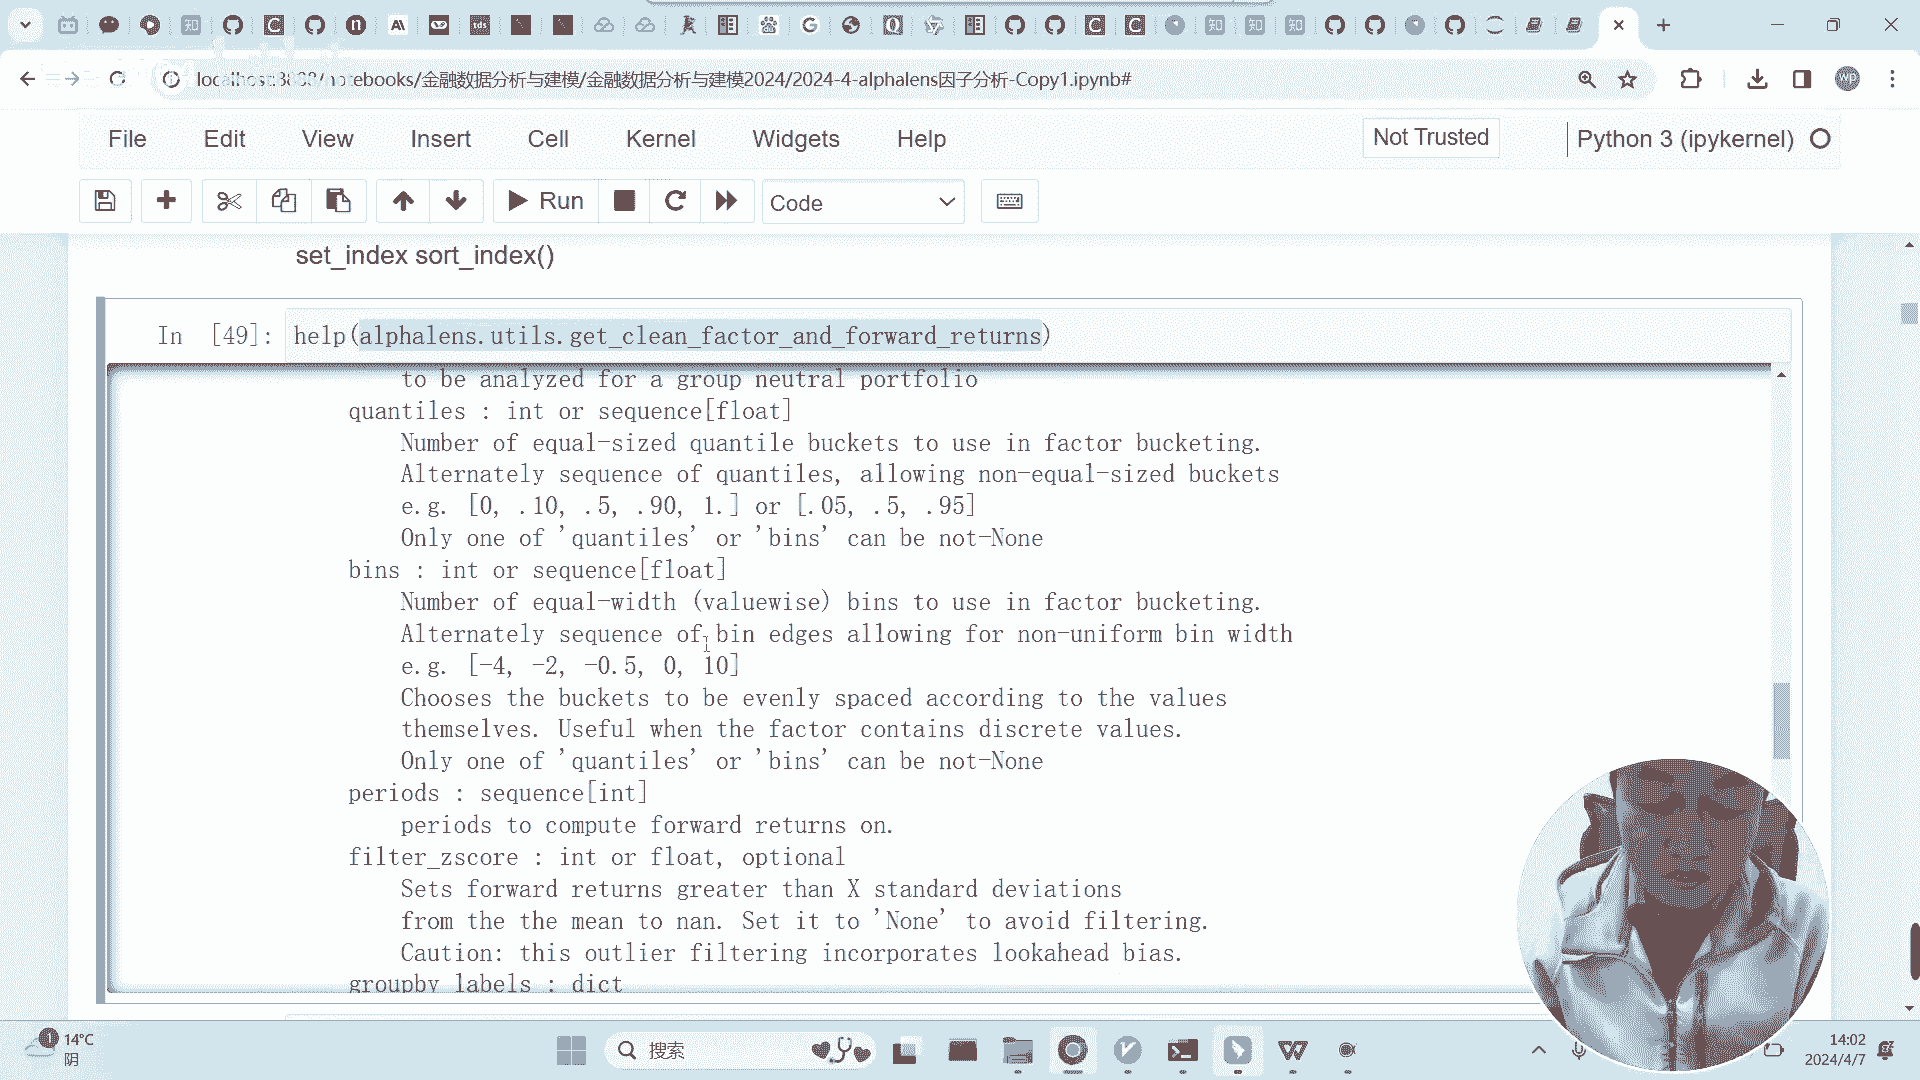 localhost:8888/notebooks/金融数据分析与建模/金融数据分析与建模2024/2024-4-alphalens因子分析-Copy1.ipynb#
File Edit View Insert Cell Kernel Widgets Help Not Trusted Python 3 (ipykernel)
Run Code
set_index sort_index()
In [49]: help(alphalens.utils.get_clean_factor_and_forward_returns)
to be analyzed for a group neutral portfolio
quantiles : int or sequence[float]
Number of equal-sized quantile buckets to use in factor bucketing.
Alternately sequence of quantiles, allowing non-equal-sized buckets
e.g. [0, .10, .5, .90, 1.] or [.05, .5, .95]
Only one of 'quantiles' or 'bins' can be not-None
bins : int or sequence[float]
Number of equal-width (valuewise) bins to use in factor bucketing.
Alternately sequence of bin edges allowing for non-uniform bin width
e.g. [-4, -2, -0.5, 0, 10]
Chooses the buckets to be evenly spaced according to the values
themselves. Useful when the factor contains discrete values.
Only one of 'quantiles' or 'bins' can be not-None
periods : sequence[int]
periods to compute forward returns on.
filter_zscore : int or float, optional
Sets forward returns greater than X standard deviations
from the the mean to nan. Set it to 'None' to avoid filtering.
Caution: this outlier filtering incorporates lookahead bias.
groupby_labels : dict
14°C
阴
搜索
14:02
2024/4/7